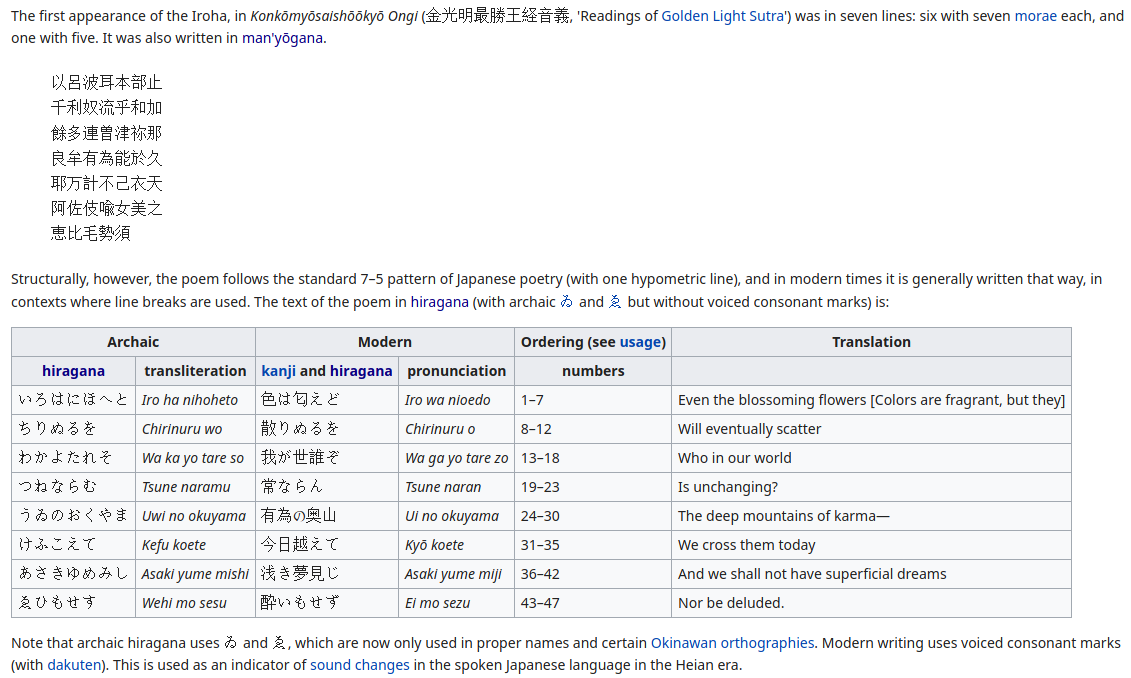 The first appearance of the Iroha, in Konkōmyōsaishōōkyō Ongi (金光明最勝王経音義, 'Readings of Golden Light Sutra') was in seven lines: six with seven morae each, and
one with five. It was also written in man'yōgana.
以呂波耳本部止
千利奴流乎和加
餘多連曽津祢那
良牟有為能於久
耶万計不己衣天
阿佐伎喩女美之
恵比毛勢須
Structurally, however, the poem follows the standard 7–5 pattern of Japanese poetry (with one hypometric line), and in modern times it is generally written that way, in
contexts where line breaks are used. The text of the poem in hiragana (with archaic ゐ and ゑ but without voiced consonant marks) is:
Archaic Modern Ordering (see usage) Translation
hiragana transliteration kanji and hiragana pronunciation numbers
いろはにほへと Iro ha nihoheto 色は匂えど Iro wa nioedo 1–7 Even the blossoming flowers [Colors are fragrant, but they]
ちりぬるを Chirinuru wo 散りぬるを Chirinuru o 8–12 Will eventually scatter
わかよたれそ Wa ka yo tare so 我が世誰ぞ Wa ga yo tare zo 13–18 Who in our world
つねならむ Tsune naramu 常ならん Tsune naran 19–23 Is unchanging?
うゐのおくやま Uwi no okuyama 有為の奥山 Ui no okuyama 24–30 The deep mountains of karma—
けふこえて Kefu koete 今日越えて Kyō koete 31–35 We cross them today
あさきゆめみし Asaki yume mishi 浅き夢見じ Asaki yume miji 36–42 And we shall not have superficial dreams
ゑひもせす Wehi mo sesu 酔いもせず Ei mo sezu 43–47 Nor be deluded.
Note that archaic hiragana uses ゐ and ゑ, which are now only used in proper names and certain Okinawan orthographies. Modern writing uses voiced consonant marks
(with dakuten). This is used as an indicator of sound changes in the spoken Japanese language in the Heian era.